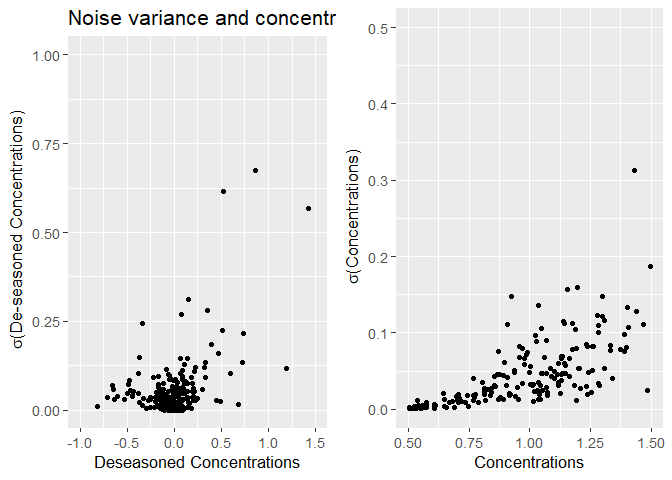 Noise variance and concentr
σ(De-seasoned Concentrations)
1.00
0.75
0.50
0.25
0.00
-1.0 -0.5 0.0 0.5 1.0 1.5
Deseasoned Concentrations
σ(Concentrations)
0.5
0.4
0.3
0.2
0.1
0.0
0.50 0.75 1.00 1.25 1.50
Concentrations